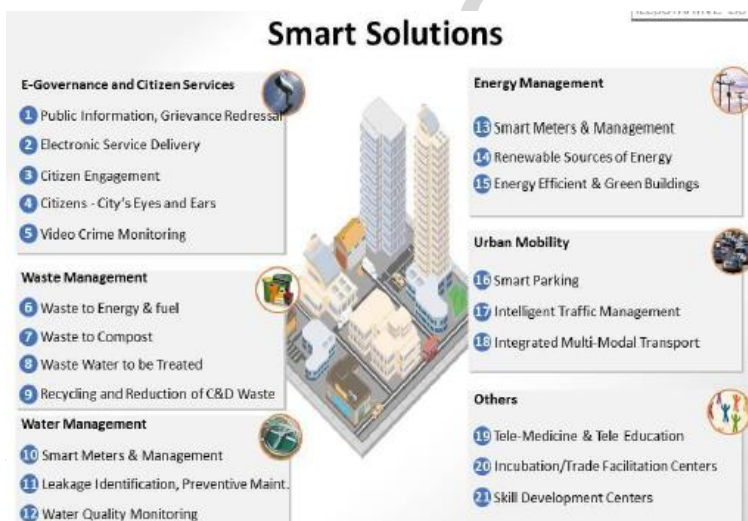 Smart Solutions
E-Governance and Citizen Services
1 Public Information, Grievance Redressal
2 Electronic Service Delivery
3 Citizen Engagement
4 Citizens - City's Eyes and Ears
5 Video Crime Monitoring
Waste Management
6 Waste to Energy & fuel
7 Waste to Compost
8 Waste Water to be Treated
9 Recycling and Reduction of C&D Waste
Water Management
10 Smart Meters & Management
11 Leakage Identification, Preventive Maint.
12 Water Quality Monitoring
Energy Management
13 Smart Meters & Management
14 Renewable Sources of Energy
15 Energy Efficient & Green Buildings
Urban Mobility
16 Smart Parking
17 Intelligent Traffic Management
18 Integrated Multi-Modal Transport
Others
19 Tele-Medicine & Tele Education
20 Incubation/Trade Facilitation Centers
21 Skill Development Centers